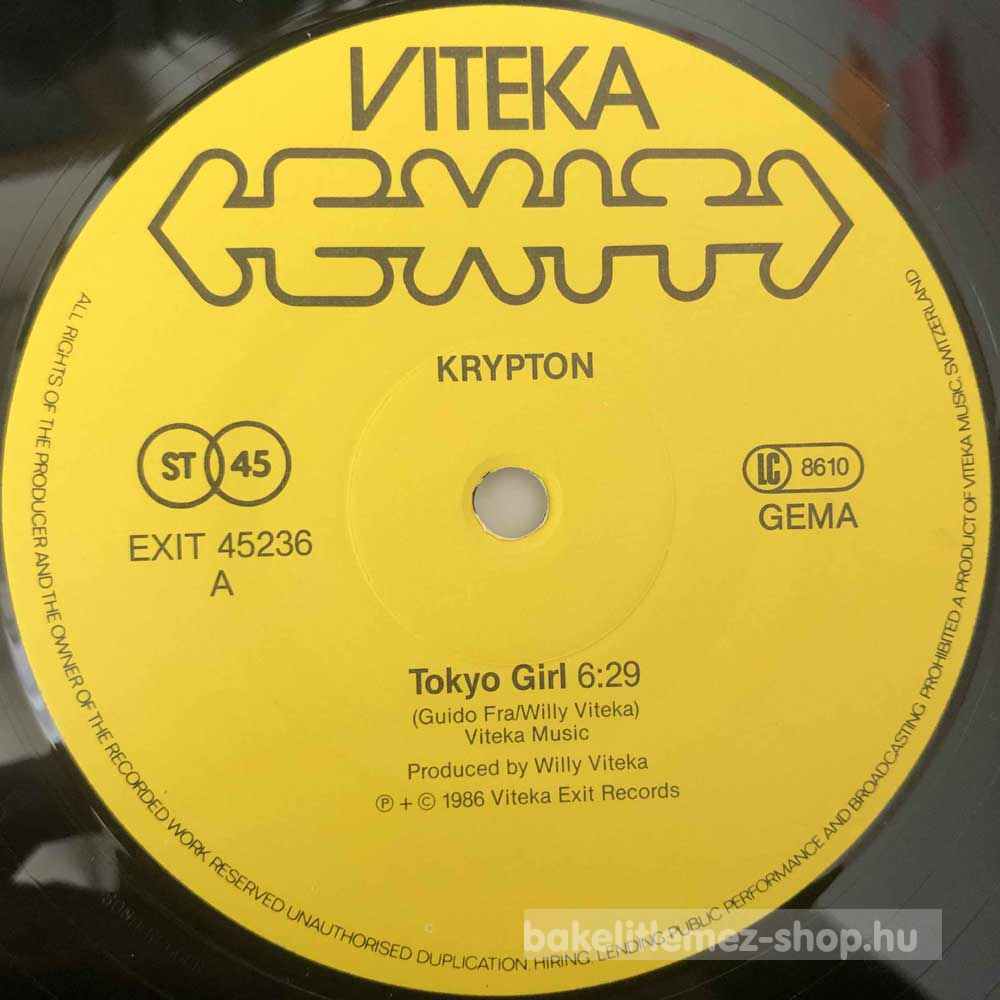 VITEKA
EXIT
KRYPTON
ST 45
LC 8610
EXIT 45236
GEMA
A
Tokyo Girl 6:29
(Guido Fra/Willy Viteka)
Viteka Music
Produced by Willy Viteka
Ⓟ + © 1986 Viteka Exit Records
ALL RIGHTS OF THE PRODUCER AND THE OWNER OF THE RECORDED WORK RESERVED UNAUTHORISED DUPLICATION, HIRING, LENDING, PUBLIC PERFORMANCE AND BROADCASTING PROHIBITED A PRODUCT OF VITEKA MUSIC, SWITZERLAND
bakelitlemez-shop.hu